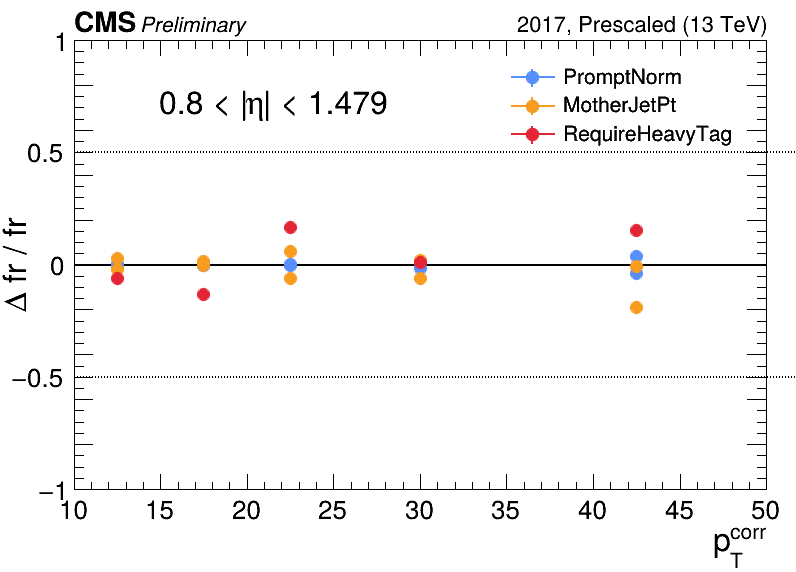 CMS Preliminary
2017, Prescaled (13 TeV)
0.8 < |η| < 1.479
PromptNorm
MotherJetPt
RequireHeavyTag
Δ fr / fr
1
0.5
0
−0.5
−1
10 15 20 25 30 35 40 45 50
p_T^corr